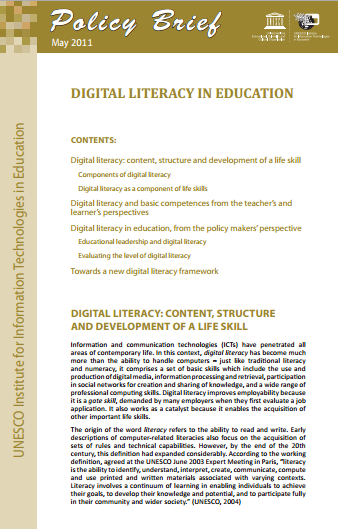 Policy Brief
May 2011
UNESCO Institute for Information Technologies in Education
DIGITAL LITERACY IN EDUCATION
CONTENTS:
Digital literacy: content, structure and development of a life skill
Components of digital literacy
Digital literacy as a component of life skills
Digital literacy and basic competences from the teacher's and
learner's perspectives
Digital literacy in education, from the policy makers' perspective
Educational leadership and digital literacy
Evaluating the level of digital literacy
Towards a new digital literacy framework
DIGITAL LITERACY: CONTENT, STRUCTURE
AND DEVELOPMENT OF A LIFE SKILL
Information and communication technologies (ICTs) have penetrated all
areas of contemporary life. In this context, digital literacy has become much
more than the ability to handle computers – just like traditional literacy
and numeracy, it comprises a set of basic skills which include the use and
production of digital media, information processing and retrieval, participation
in social networks for creation and sharing of knowledge, and a wide range of
professional computing skills. Digital literacy improves employability because
it is a gate skill, demanded by many employers when they first evaluate a job
application. It also works as a catalyst because it enables the acquisition of
other important life skills.
The origin of the word literacy refers to the ability to read and write. Early
descriptions of computer-related literacies also focus on the acquisition of
sets of rules and technical capabilities. However, by the end of the 20th
century, this definition had expanded considerably. According to the working
definition, agreed at the UNESCO June 2003 Expert Meeting in Paris, "literacy
is the ability to identify, understand, interpret, create, communicate, compute
and use printed and written materials associated with varying contexts.
Literacy involves a continuum of learning in enabling individuals to achieve
their goals, to develop their knowledge and potential, and to participate fully
in their community and wider society." (UNESCO, 2004)